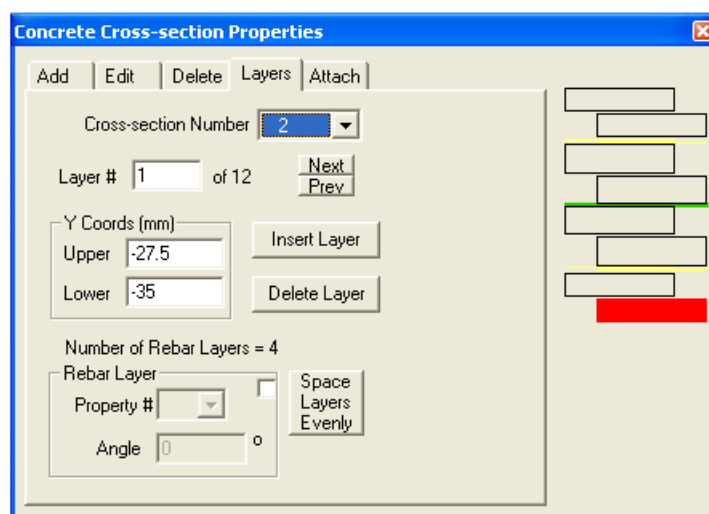 Concrete Cross-section Properties
Add Edit Delete Layers Attach
Cross-section Number 2
Layer # 1 of 12 Next
Prev
Y Coords (mm)
Upper -27.5 Insert Layer
Lower -35 Delete Layer
Number of Rebar Layers = 4
Rebar Layer
Property #
Angle 0 o
Space
Layers
Evenly